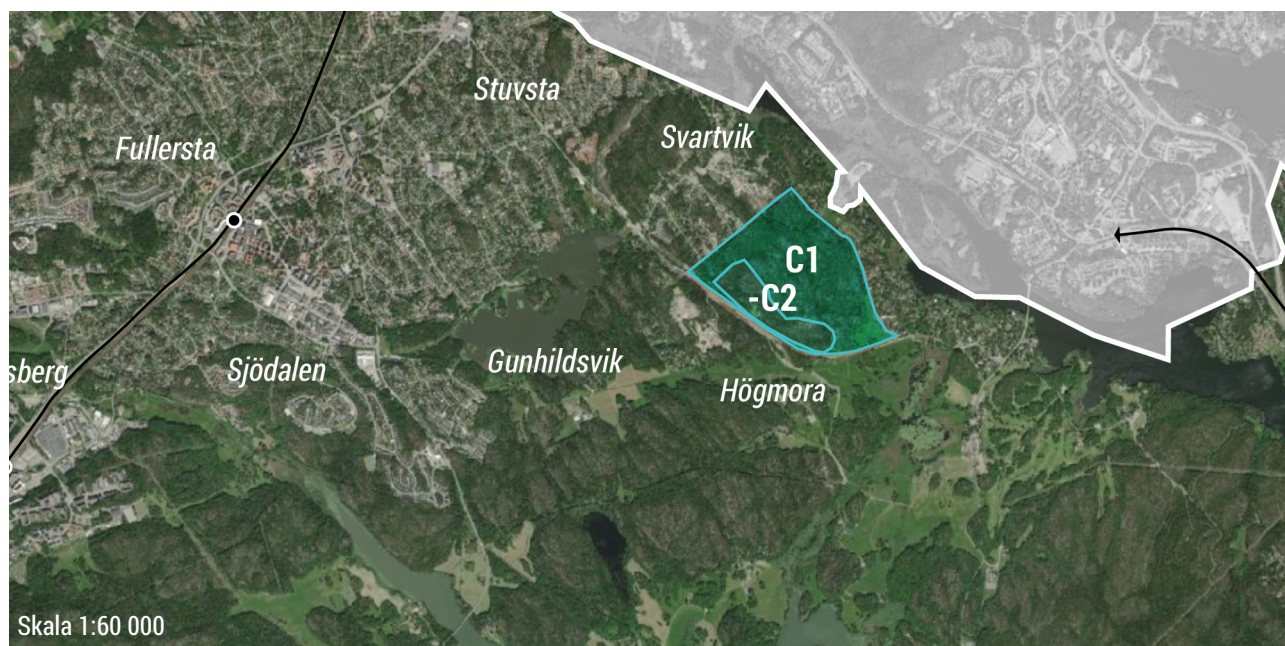 Stuvsta
Svartvik
Fullersta
C1
-C2
Gunhildsvik
sberg
Sjödalen
Högmora
Skala 1:60 000